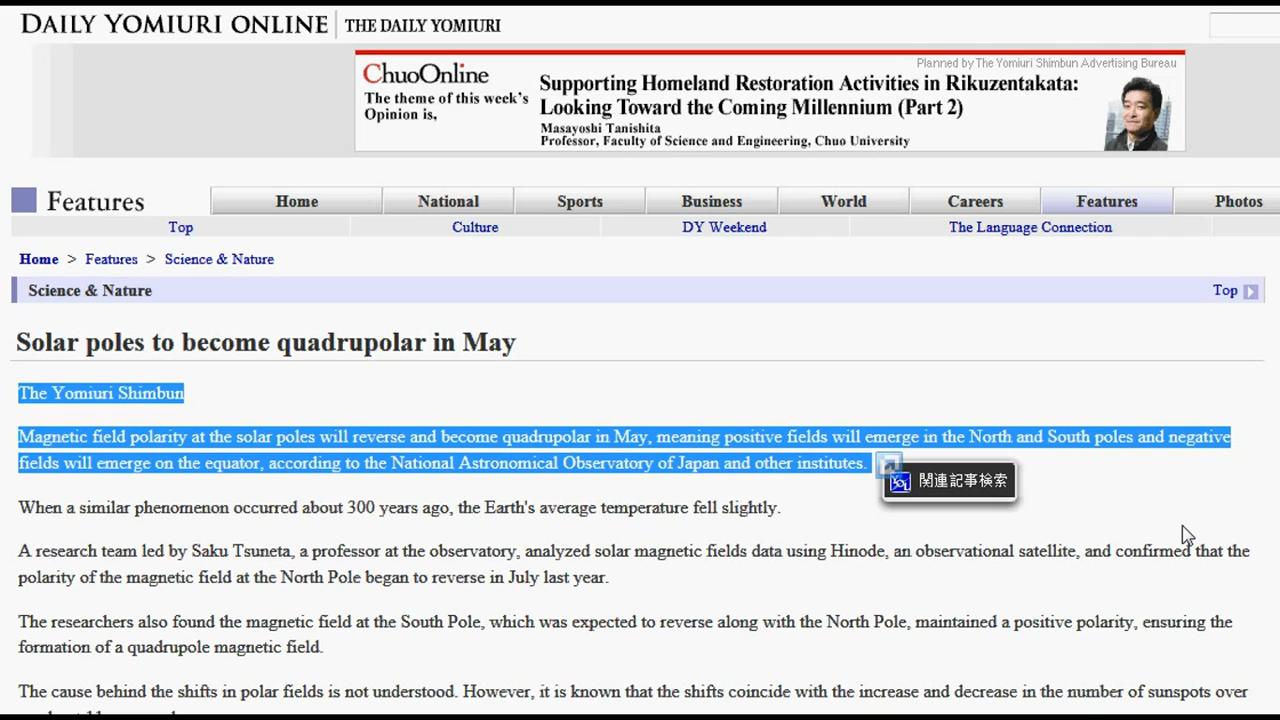 DAILY YOMIURI ONLINE THE DAILY YOMIURI
Planned by The Yomiuri Shimbun Advertising Bureau
ChuoOnline
The theme of this week's
Opinion is,
Supporting Homeland Restoration Activities in Rikuzentakata:
Looking Toward the Coming Millennium (Part 2)
Masayoshi Tanishita
Professor, Faculty of Science and Engineering, Chuo University
Features Home National Sports Business World Careers Features Photos
Top Culture DY Weekend The Language Connection
Home > Features > Science & Nature
Science & Nature Top
Solar poles to become quadrupolar in May
The Yomiuri Shimbun
Magnetic field polarity at the solar poles will reverse and become quadrupolar in May, meaning positive fields will emerge in the North and South poles and negative
fields will emerge on the equator, according to the National Astronomical Observatory of Japan and other institutes.
YOL 関連記事検索
When a similar phenomenon occurred about 300 years ago, the Earth's average temperature fell slightly.
A research team led by Saku Tsuneta, a professor at the observatory, analyzed solar magnetic fields data using Hinode, an observational satellite, and confirmed that the
polarity of the magnetic field at the North Pole began to reverse in July last year.
The researchers also found the magnetic field at the South Pole, which was expected to reverse along with the North Pole, maintained a positive polarity, ensuring the
formation of a quadrupole magnetic field.
The cause behind the shifts in polar fields is not understood. However, it is known that the shifts coincide with the increase and decrease in the number of sunspots over